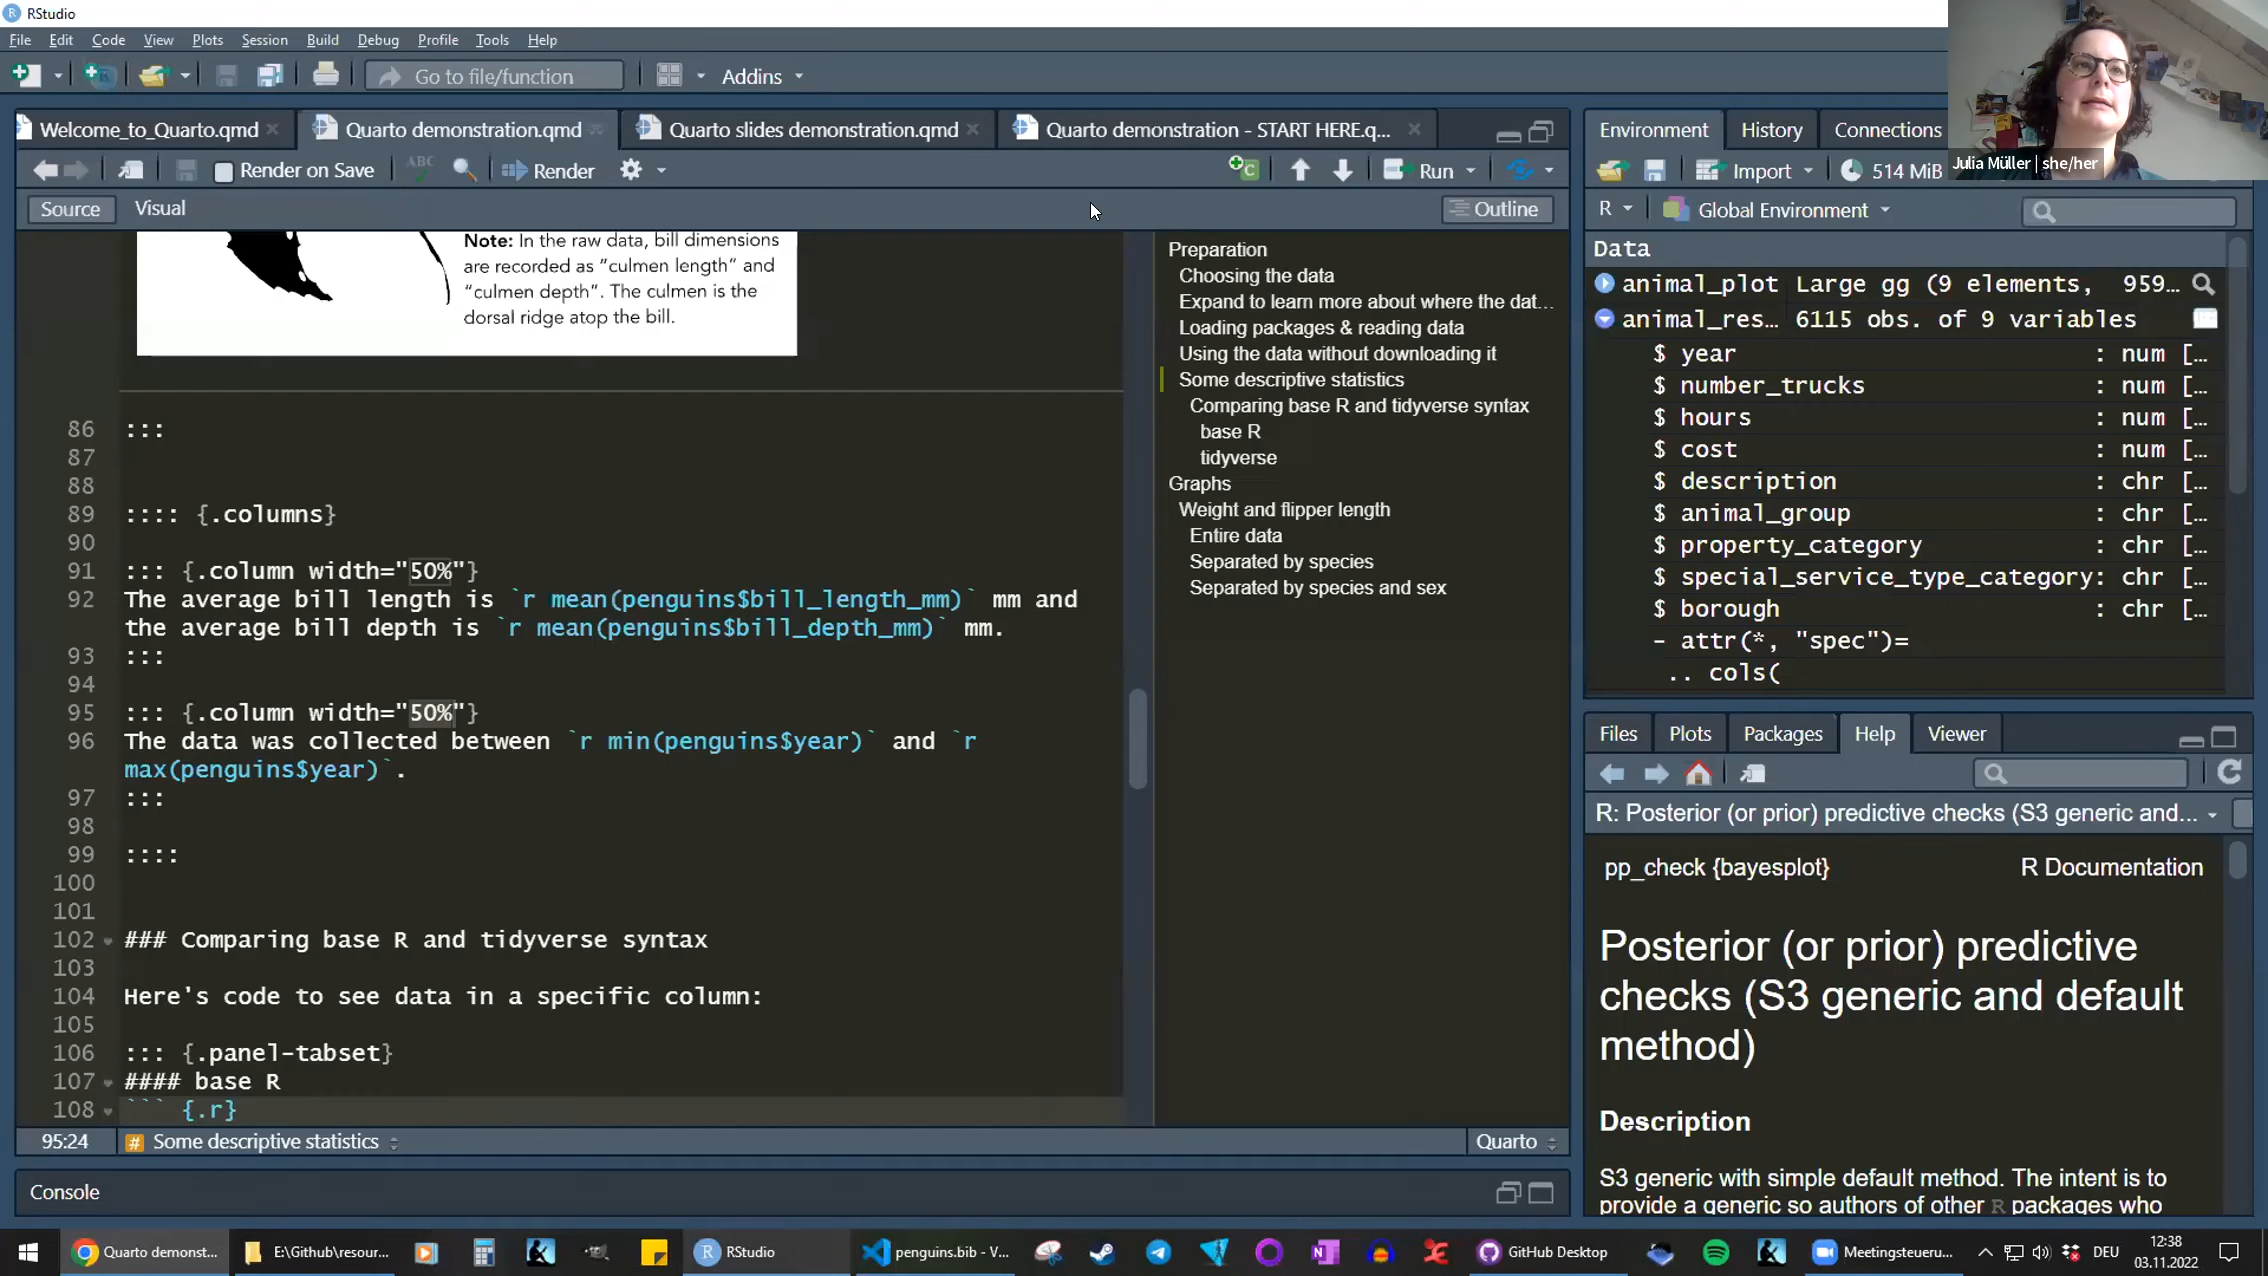 RStudio
File Edit Code View Plots Session Build Debug Profile Tools Help
Go to file/function Addins
Welcome_to_Quarto.qmd Quarto demonstration.qmd Quarto slides demonstration.qmd Quarto demonstration - START HERE.q...
Render on Save ABC Render Run
Source Visual Outline
Note: In the raw data, bill dimensions
are recorded as "culmen length" and
"culmen depth". The culmen is the
dorsal ridge atop the bill.
86 :::
87
88
89 :::: {.columns}
90
91 ::: {.column width="50%"}
92 The average bill length is `r mean(penguins$bill_length_mm)` mm and
the average bill depth is `r mean(penguins$bill_depth_mm)` mm.
93 :::
94
95 ::: {.column width="50%"}
96 The data was collected between `r min(penguins$year)` and `r
max(penguins$year)`.
97 :::
98
99 ::::
100
101
102 ### Comparing base R and tidyverse syntax
103
104 Here's code to see data in a specific column:
105
106 ::: {.panel-tabset}
107 #### base R
108 ``` {.r}
95:24 # Some descriptive statistics Quarto
Console
Preparation
Choosing the data
Expand to learn more about where the dat...
Loading packages & reading data
Using the data without downloading it
Some descriptive statistics
Comparing base R and tidyverse syntax
base R
tidyverse
Graphs
Weight and flipper length
Entire data
Separated by species
Separated by species and sex
Environment History Connections
Julia Müller | she/her
Import 514 MiB
R Global Environment
Data
animal_plot Large gg (9 elements, 959...
animal_res... 6115 obs. of 9 variables
$ year : num [...
$ number_trucks : num [...
$ hours : num [...
$ cost : num [...
$ description : chr [...
$ animal_group : chr [...
$ property_category : chr [...
$ special_service_type_category: chr [...
$ borough : chr [...
- attr(*, "spec")=
.. cols(
Files Plots Packages Help Viewer
R: Posterior (or prior) predictive checks (S3 generic and...
pp_check {bayesplot} R Documentation
Posterior (or prior) predictive
checks (S3 generic and default
method)
Description
S3 generic with simple default method. The intent is to
provide a generic so authors of other R packages who
Quarto demonst... E:\Github\resour... RStudio penguins.bib - V... GitHub Desktop Meetingsteueru... DEU 12:38
03.11.2022